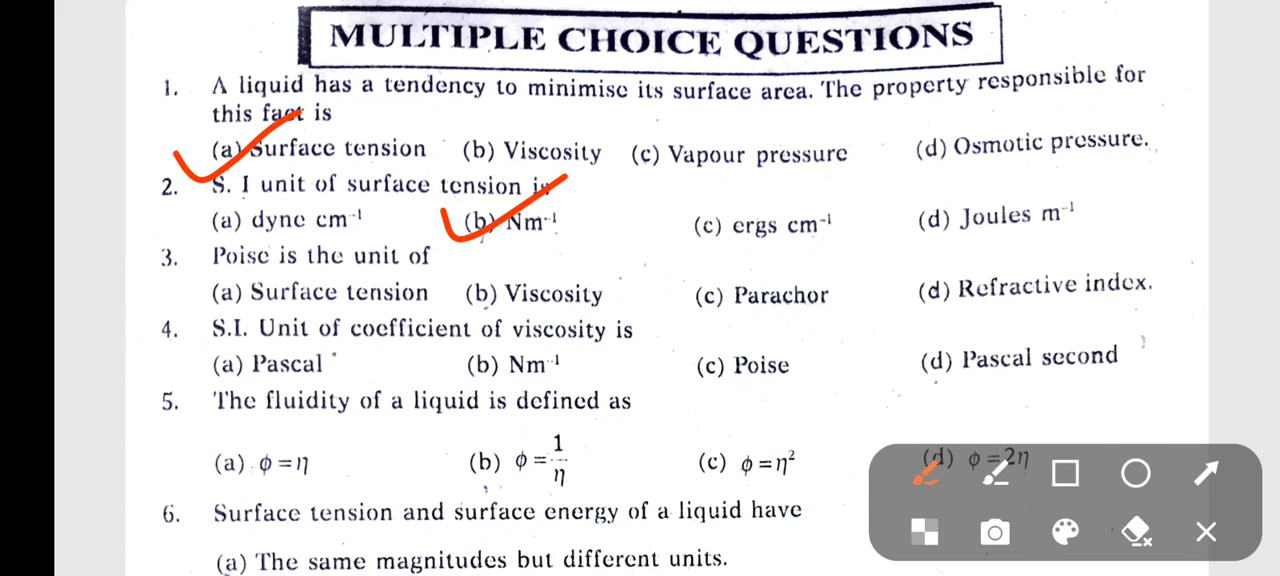 MULTIPLE CHOICE QUESTIONS
1. A liquid has a tendency to minimise its surface area. The property responsible for
this fact is
(a) Surface tension (b) Viscosity (c) Vapour pressure (d) Osmotic pressure.
2. S. I unit of surface tension is
(a) dyne cm⁻¹ (b) Nm⁻¹ (c) ergs cm⁻¹ (d) Joules m⁻¹
3. Poise is the unit of
(a) Surface tension (b) Viscosity (c) Parachor (d) Refractive index.
4. S.I. Unit of coefficient of viscosity is
(a) Pascal (b) Nm⁻¹ (c) Poise (d) Pascal second
5. The fluidity of a liquid is defined as
(a) ϕ = η (b) ϕ = 1/η (c) ϕ = η² (d) ϕ = 2η
6. Surface tension and surface energy of a liquid have
(a) The same magnitudes but different units.